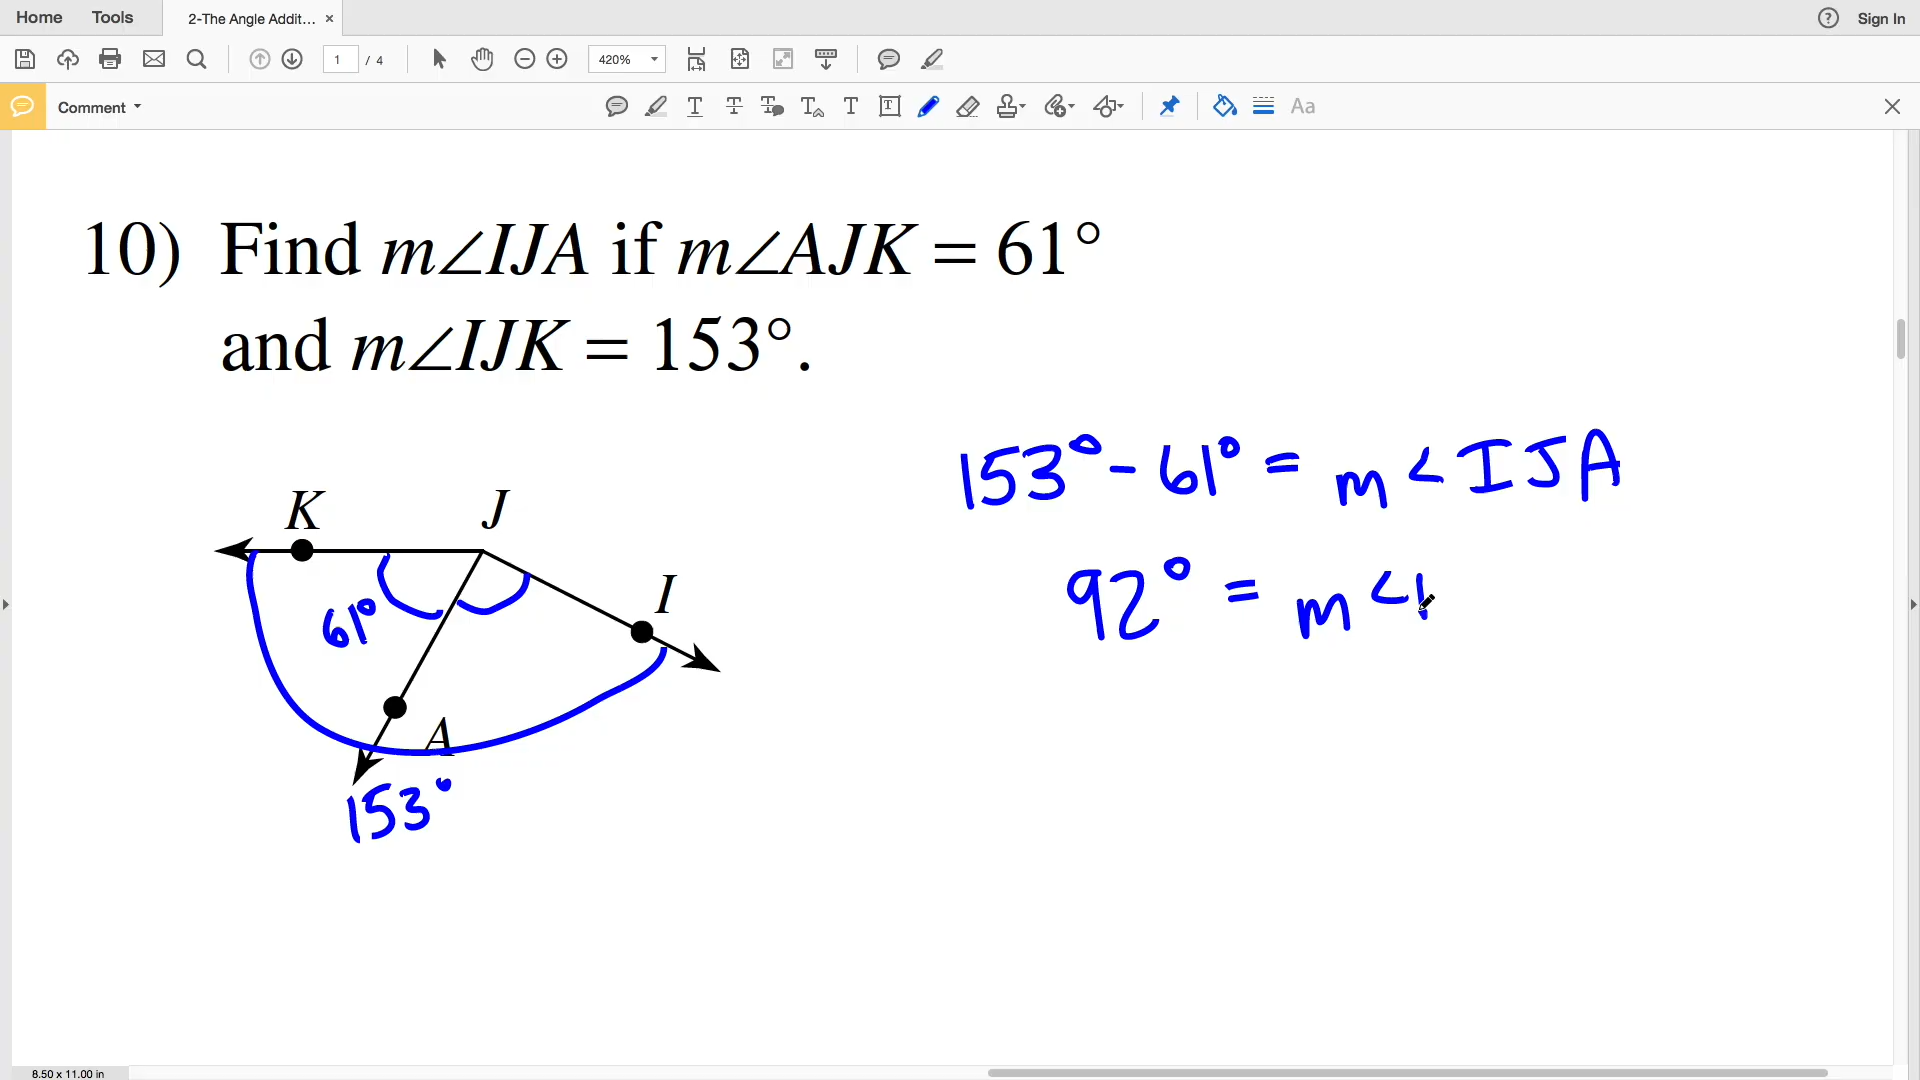 Home Tools 2-The Angle Addit... × ? Sign In
1 / 4 420%
Comment Aa
10) Find m∠IJA if m∠AJK = 61°
and m∠IJK = 153°.
153° - 61° = m<IJA
K J
92° = m<I
I
61°
A
153°
8.50 x 11.00 in